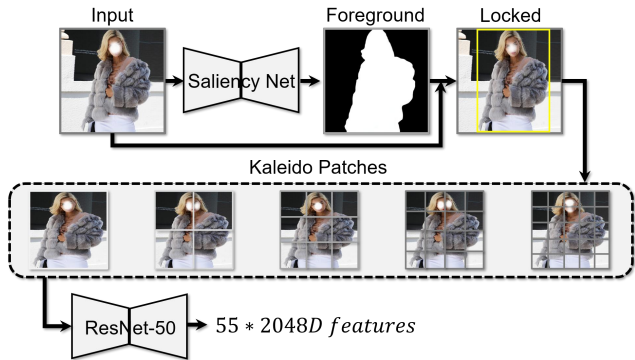 Input
Foreground
Locked
Saliency Net
Kaleido Patches
ResNet-50
55 * 2048D features